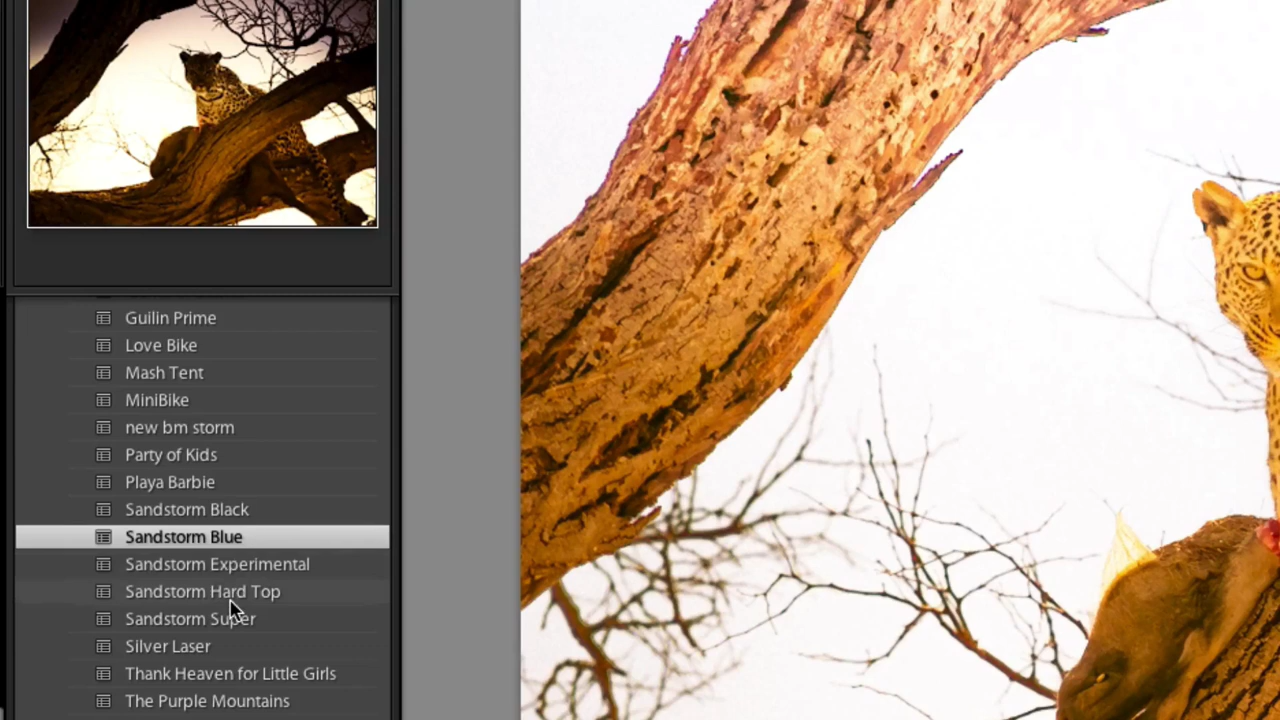 Guilin Prime
Love Bike
Mash Tent
MiniBike
new bm storm
Party of Kids
Playa Barbie
Sandstorm Black
Sandstorm Blue
Sandstorm Experimental
Sandstorm Hard Top
Sandstorm Super
Silver Laser
Thank Heaven for Little Girls
The Purple Mountains